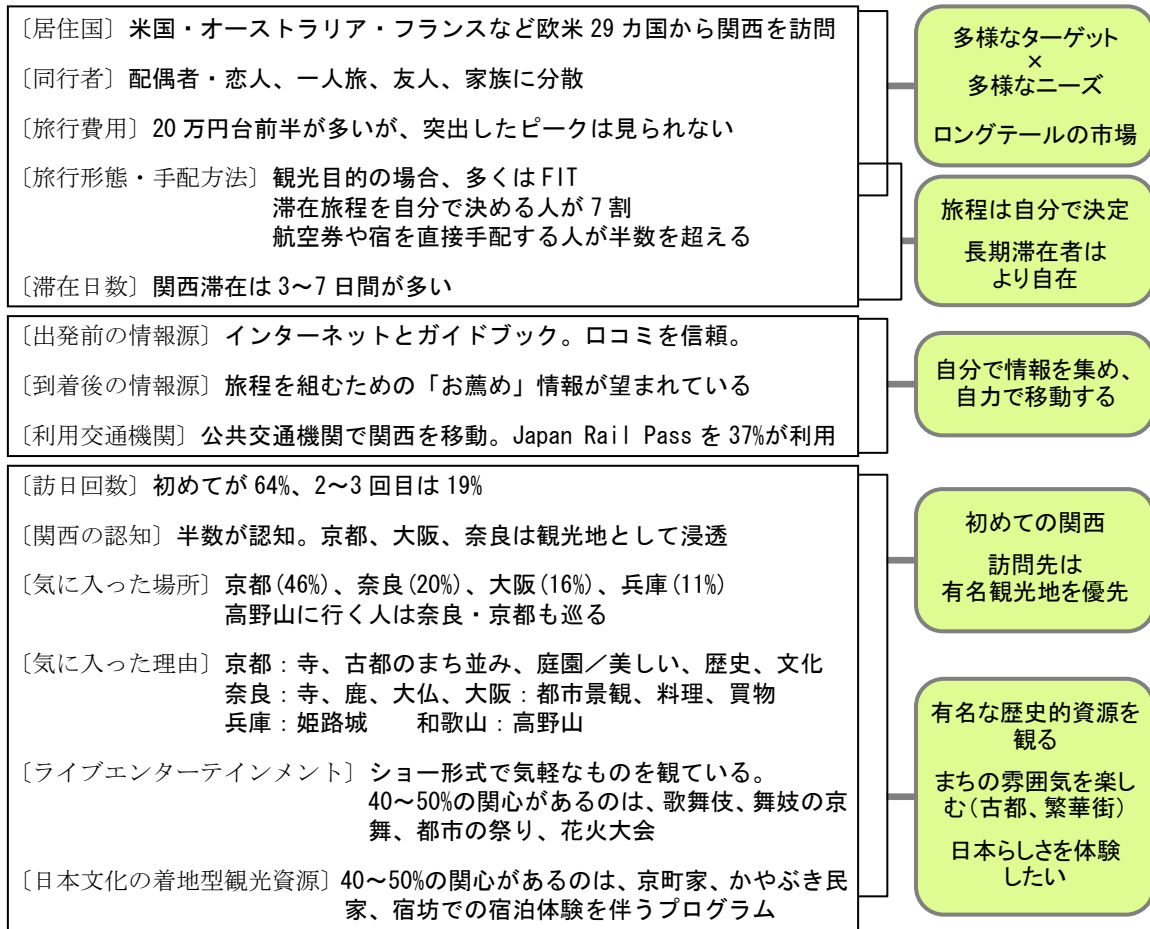 〔居住国〕米国・オーストラリア・フランスなど欧米 29 カ国から関西を訪問
〔同行者〕配偶者・恋人、一人旅、友人、家族に分散
〔旅行費用〕20 万円台前半が多いが、突出したピークは見られない
〔旅行形態・手配方法〕観光目的の場合、多くは FIT
滞在旅程を自分で決める人が 7 割
航空券や宿を直接手配する人が半数を超える
〔滞在日数〕関西滞在は 3～7 日間が多い
多様なターゲット
×
多様なニーズ
ロングテールの市場
旅程は自分で決定
長期滞在者は
より自在
〔出発前の情報源〕インターネットとガイドブック。口コミを信頼。
〔到着後の情報源〕旅程を組むための「お薦め」情報が望まれている
〔利用交通機関〕公共交通機関で関西を移動。Japan Rail Pass を 37%が利用
自分で情報を集め、
自力で移動する
〔訪日回数〕初めてが 64%、2～3 回目は 19%
〔関西の認知〕半数が認知。京都、大阪、奈良は観光地として浸透
〔気に入った場所〕京都(46%)、奈良(20%)、大阪(16%)、兵庫(11%)
高野山に行く人は奈良・京都も巡る
〔気に入った理由〕京都：寺、古都のまち並み、庭園／美しい、歴史、文化
奈良：寺、鹿、大仏、大阪：都市景観、料理、買物
兵庫：姫路城　　和歌山：高野山
〔ライブエンターテインメント〕ショー形式で気軽なものを観ている。
40～50%の関心があるのは、歌舞伎、舞妓の京
舞、都市の祭り、花火大会
〔日本文化の着地型観光資源〕40～50%の関心があるのは、京町家、かやぶき民
家、宿坊での宿泊体験を伴うプログラム
初めての関西
訪問先は
有名観光地を優先
有名な歴史的資源を
観る
まちの雰囲気を楽し
む(古都、繁華街)
日本らしさを体験
したい